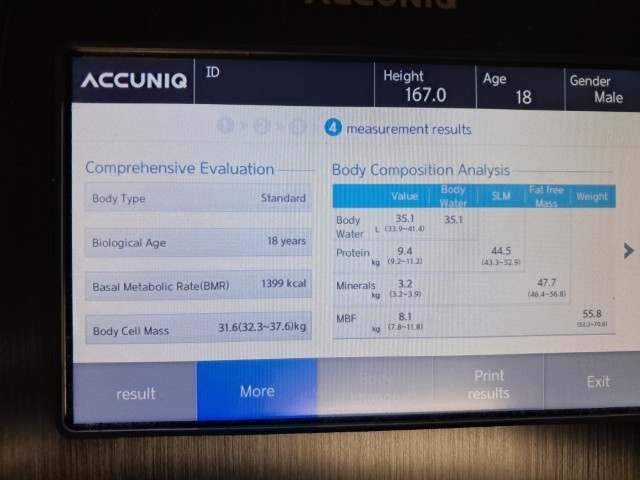 ACCUNIQ
ACCUNIQ
ID
Height
167.0
Age
18
Gender
Male
1 2 3 4 measurement results
Comprehensive Evaluation
Body Type Standard
Biological Age 18 years
Basal Metabolic Rate(BMR) 1399 kcal
Body Cell Mass 31.6(32.3~37.6)kg
Body Composition Analysis
Value Body Water SLM Fat free Mass Weight
Body Water L 35.1 (33.9~41.4) 35.1
Protein kg 9.4 (9.2~11.2) 44.5 (43.3~52.9)
Minerals kg 3.2 (3.2~3.9) 47.7 (46.4~56.8)
MBF kg 8.1 (7.8~11.8) 55.8 (52.2~70.6)
result
More
Body
Print results
Exit